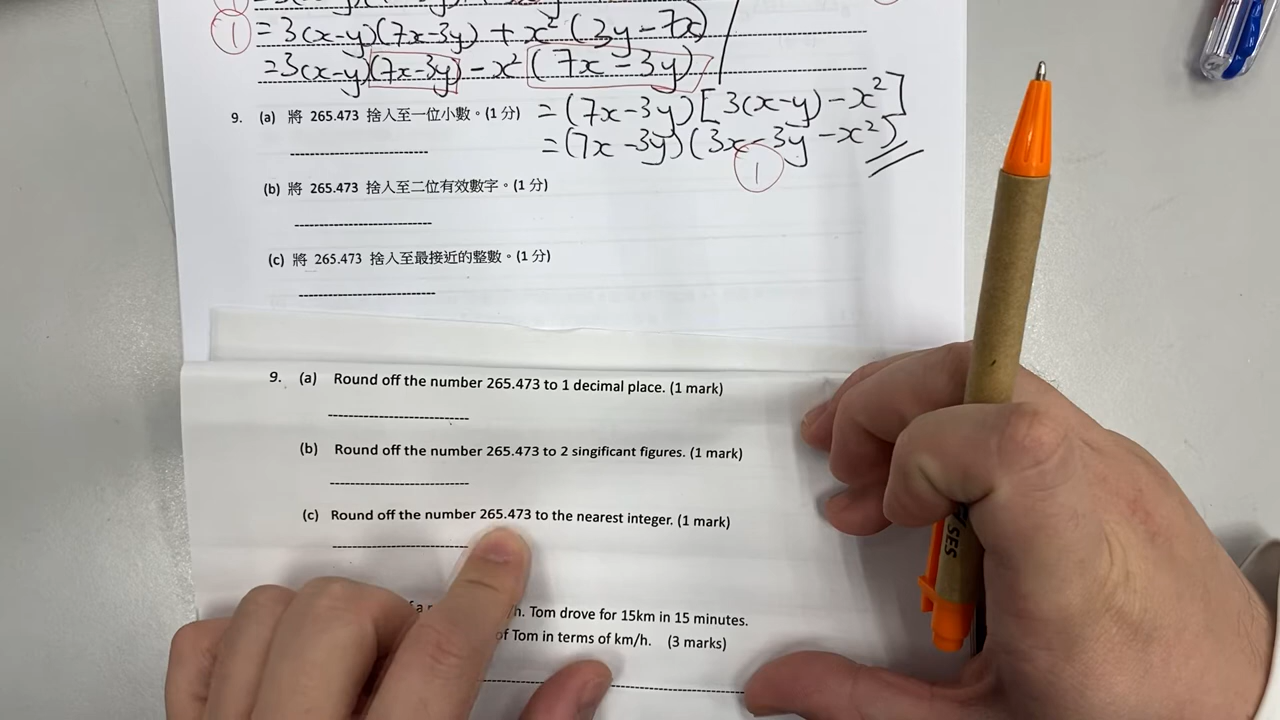 = 3(x-y)(7x-3y) + x² (3y-7x)
①
=3(x-y)(7x-3y) - x² (7x-3y)
= (7x-3y)[3(x-y)-x²]
= (7x-3y)(3x-3y-x²)
①
9. (a) 將 265.473 捨入至一位小數。(1 分)
(b) 將 265.473 捨入至二位有效數字。(1 分)
(c) 將 265.473 捨入至最接近的整數。(1 分)
9. (a) Round off the number 265.473 to 1 decimal place. (1 mark)
(b) Round off the number 265.473 to 2 singificant figures. (1 mark)
(c) Round off the number 265.473 to the nearest integer. (1 mark)
/h. Tom drove for 15km in 15 minutes.
of Tom in terms of km/h. (3 marks)
SES